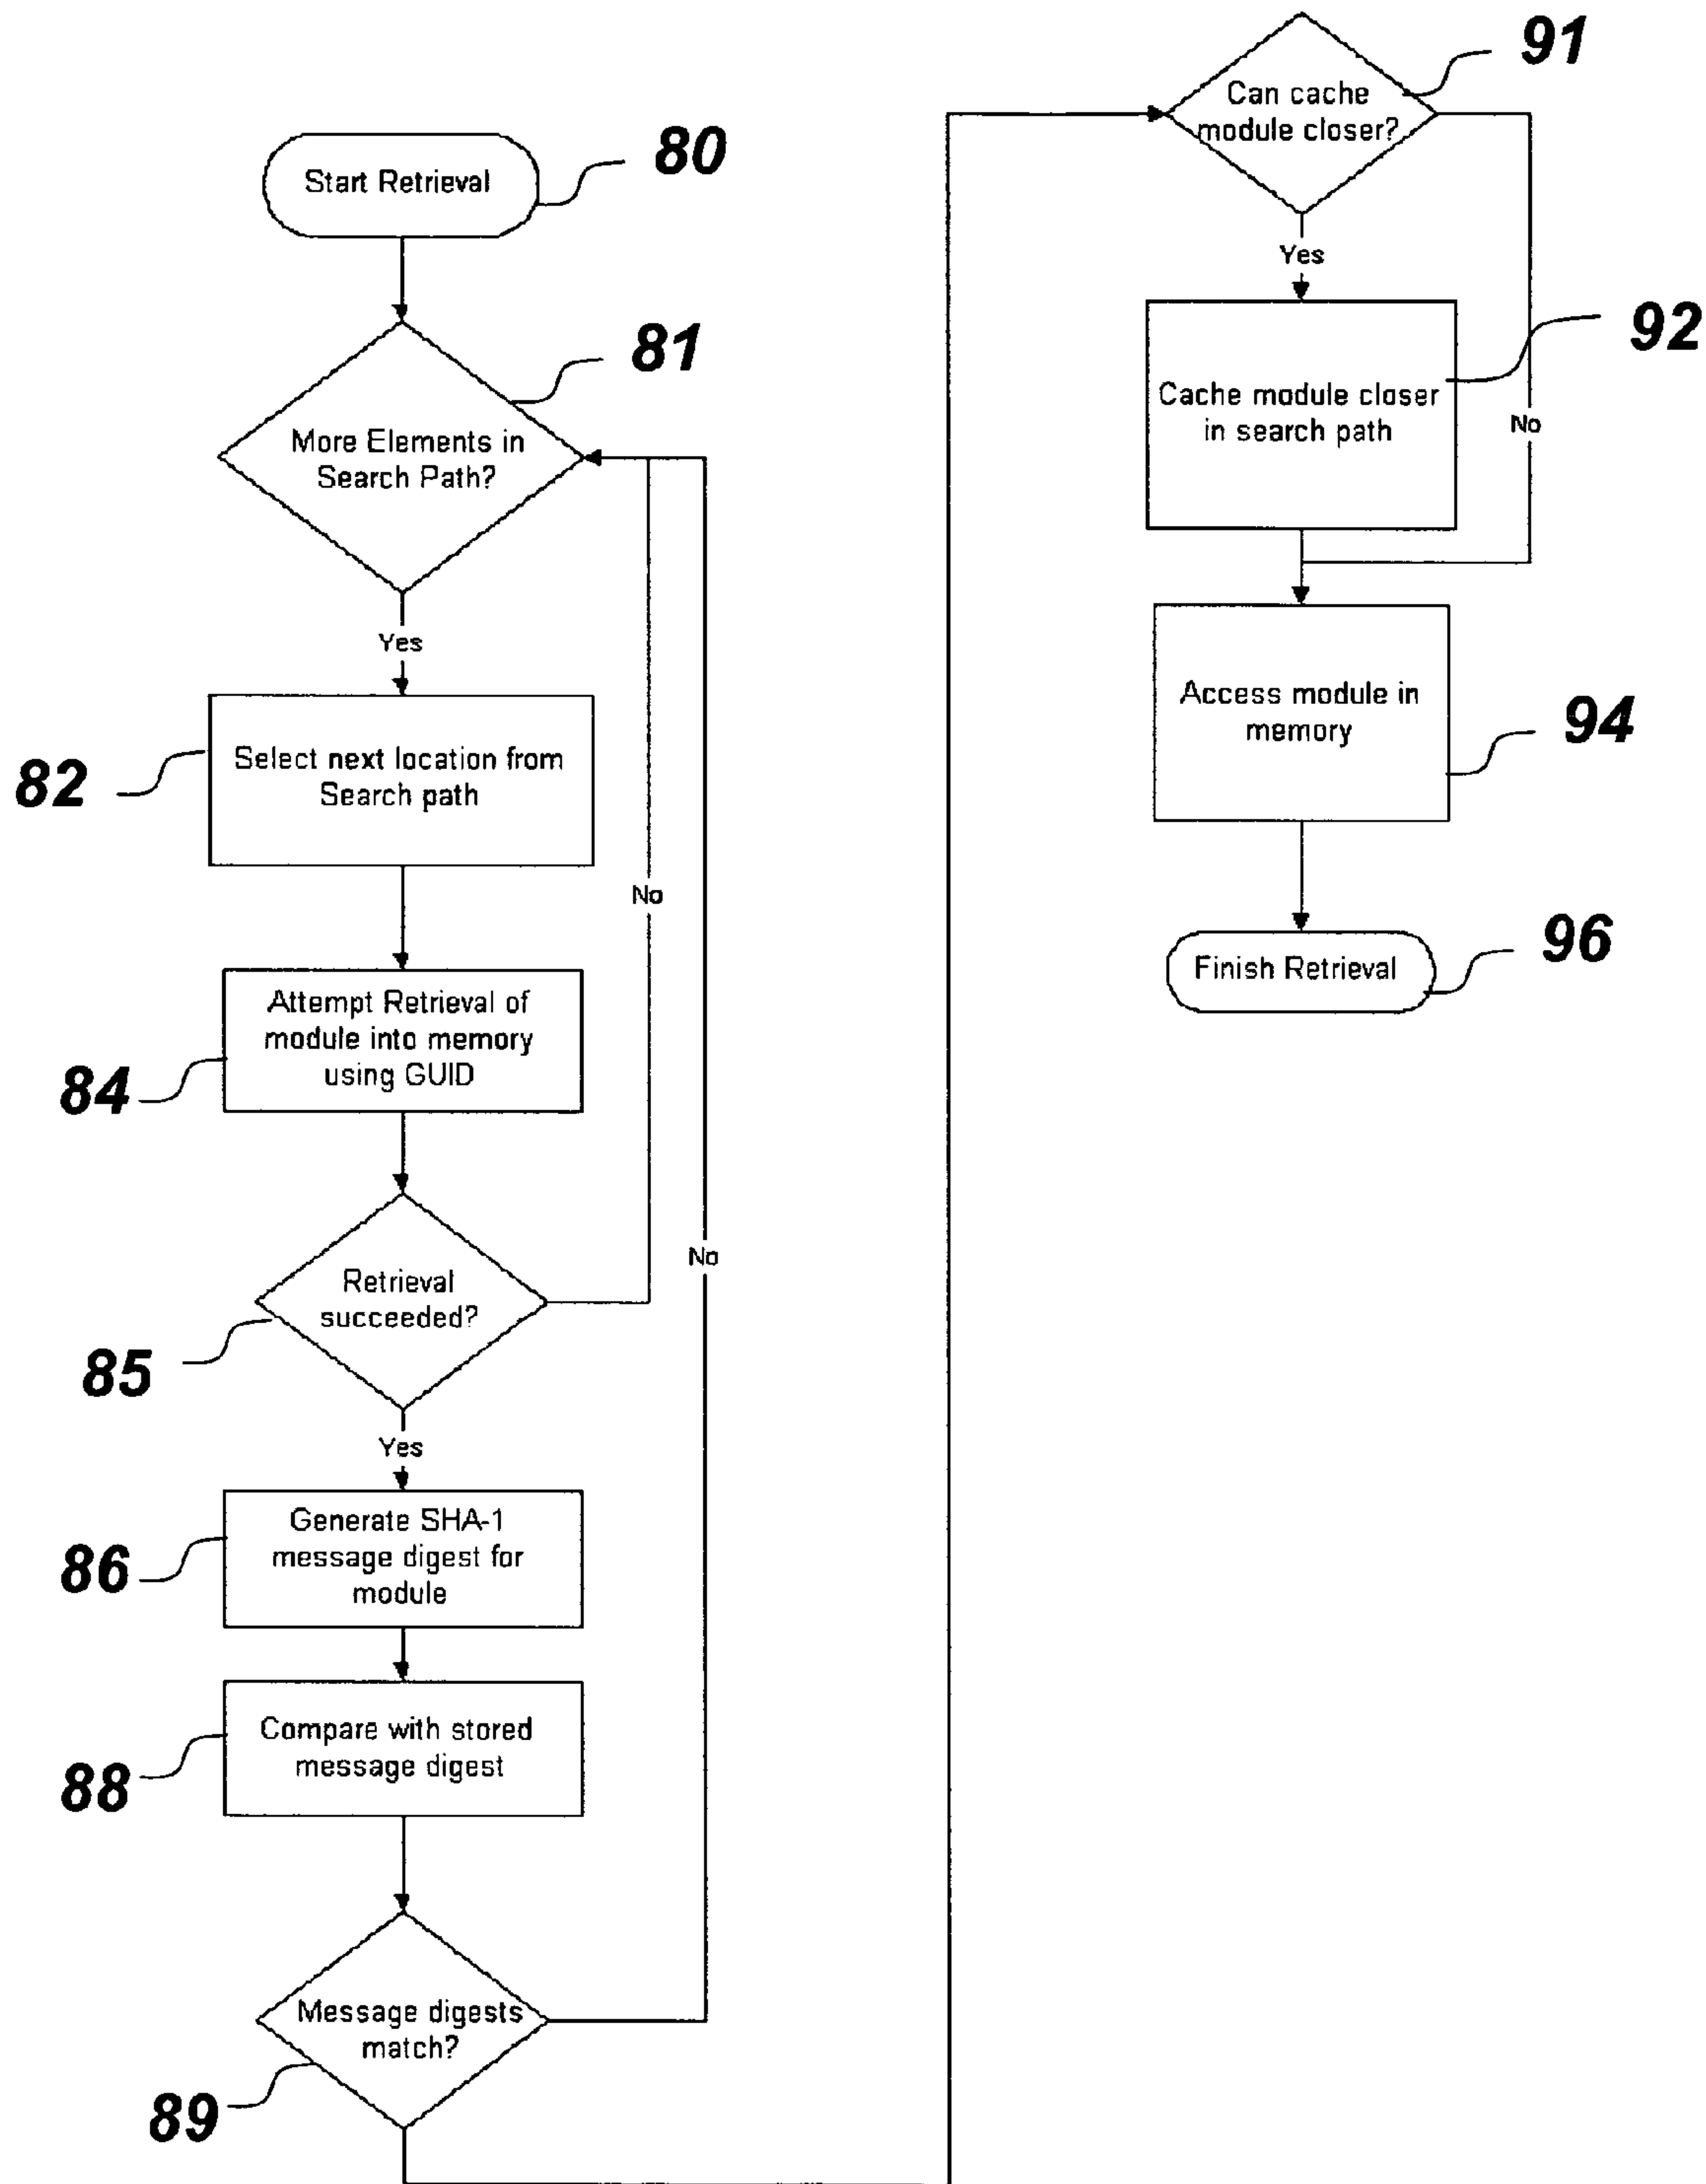 Start Retrieval
80
More Elements in
Search Path?
81
Yes
Select next location from
Search path
82
No
Attempt Retrieval of
module into memory
using GUID
84
Retrieval
succeeded?
85
No
Yes
Generate SHA-1
message digest for
module
86
Compare with stored
message digest
88
Message digests
match?
89
Can cache
module closer?
91
Yes
Cache module closer
in search path
92
No
Access module in
memory
94
Finish Retrieval
96